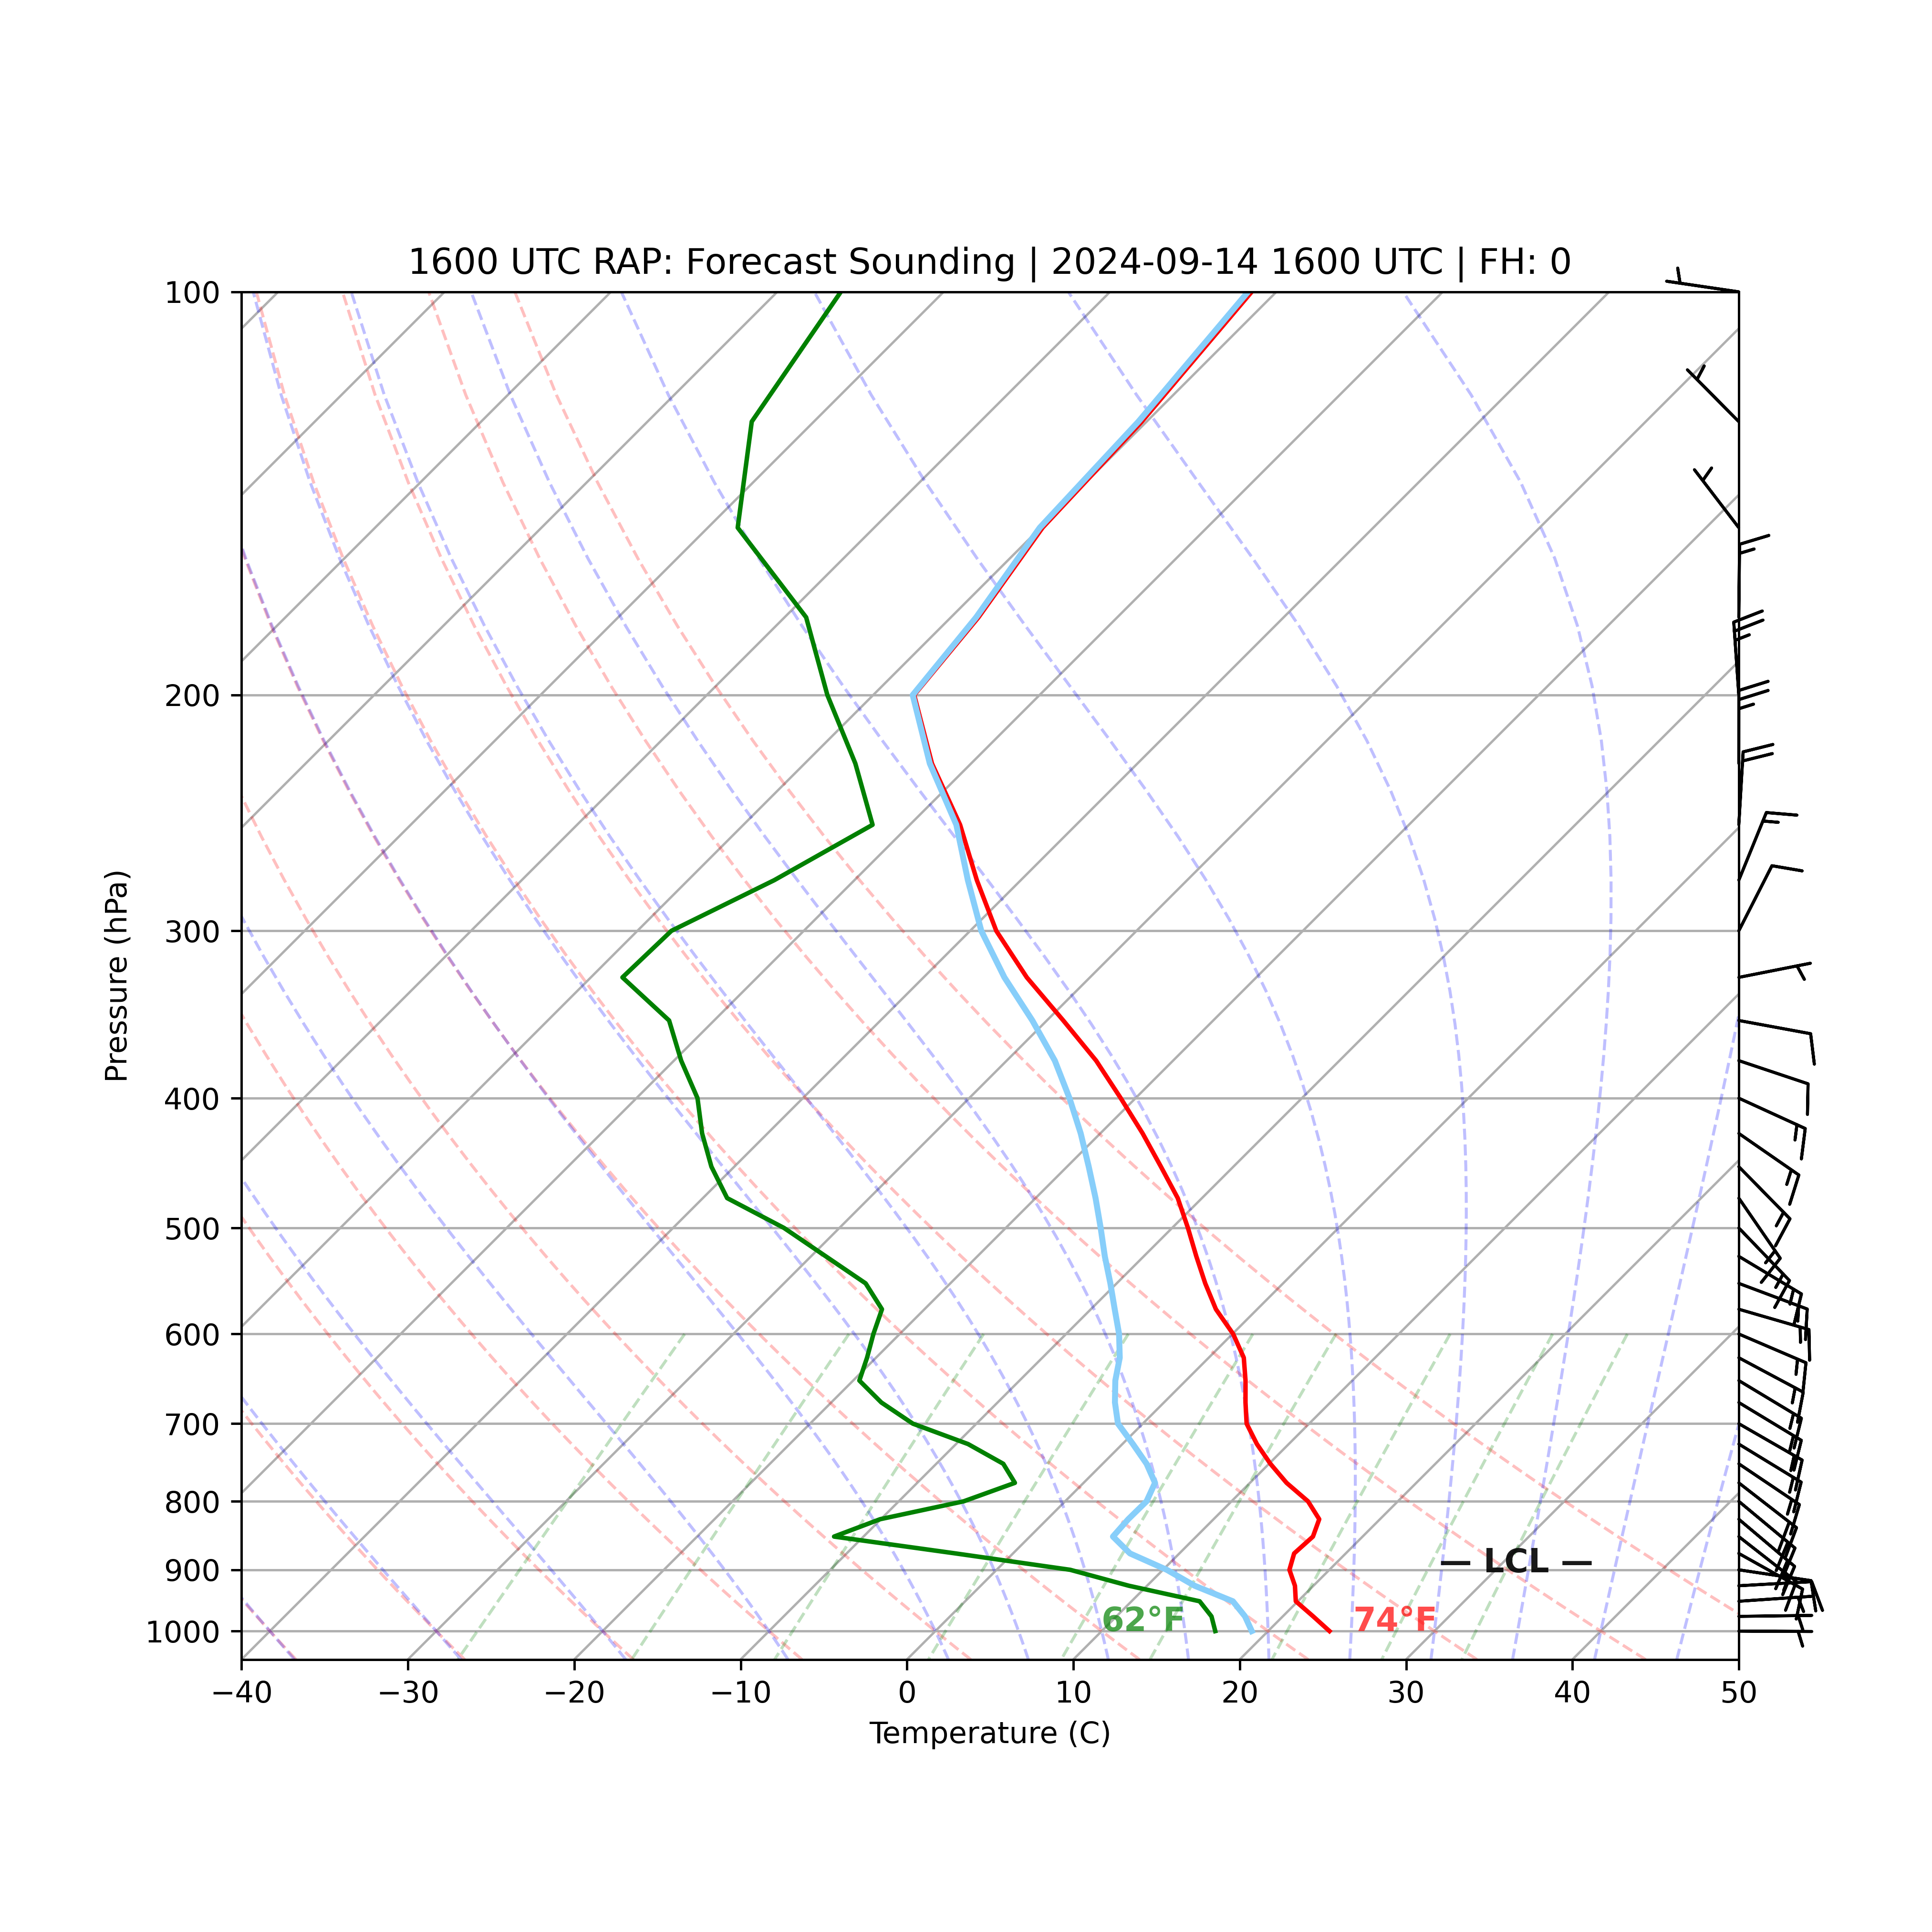 1600 UTC RAP: Forecast Sounding | 2024-09-14 1600 UTC | FH: 0
100
200
300
400
500
600
700
800
900
1000
Pressure (hPa)
— LCL —
62°F
74°F
−40 −30 −20 −10 0 10 20 30 40 50
Temperature (C)